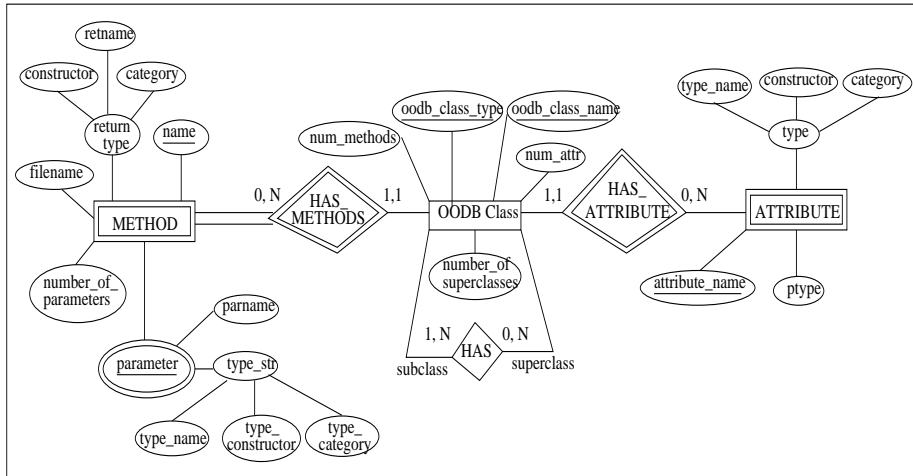 retname
constructor
category
return
type
name
filename
METHOD
number_of_
parameters
parname
parameter
type_str
type_name
type_
constructor
type_
category
0, N
HAS_
METHODS
1,1
num_methods
oodb_class_type
oodb_class_name
num_attr
OODB Class
number_of
superclasses
1, N
0, N
HAS
subclass
superclass
1,1
HAS_
ATTRIBUTE
0, N
type_name
constructor
category
type
ATTRIBUTE
attribute_name
ptype